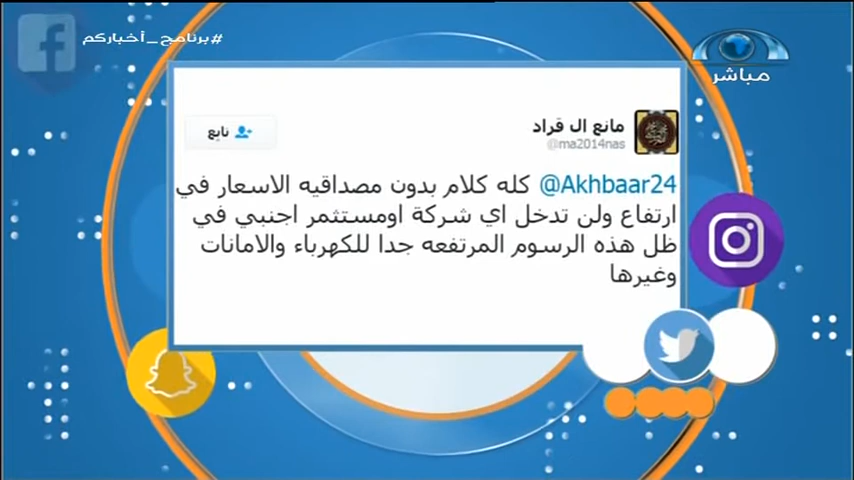 #برنامج_أخباركم
مباشر
مانع ال قراد
@ma2014nas
تابع
@Akhbaar24 كله كلام بدون مصداقيه الاسعار في
ارتفاع ولن تدخل اي شركة اومستثمر اجنبي في
ظل هذه الرسوم المرتفعه جدا للكهرباء والامانات
وغيرها